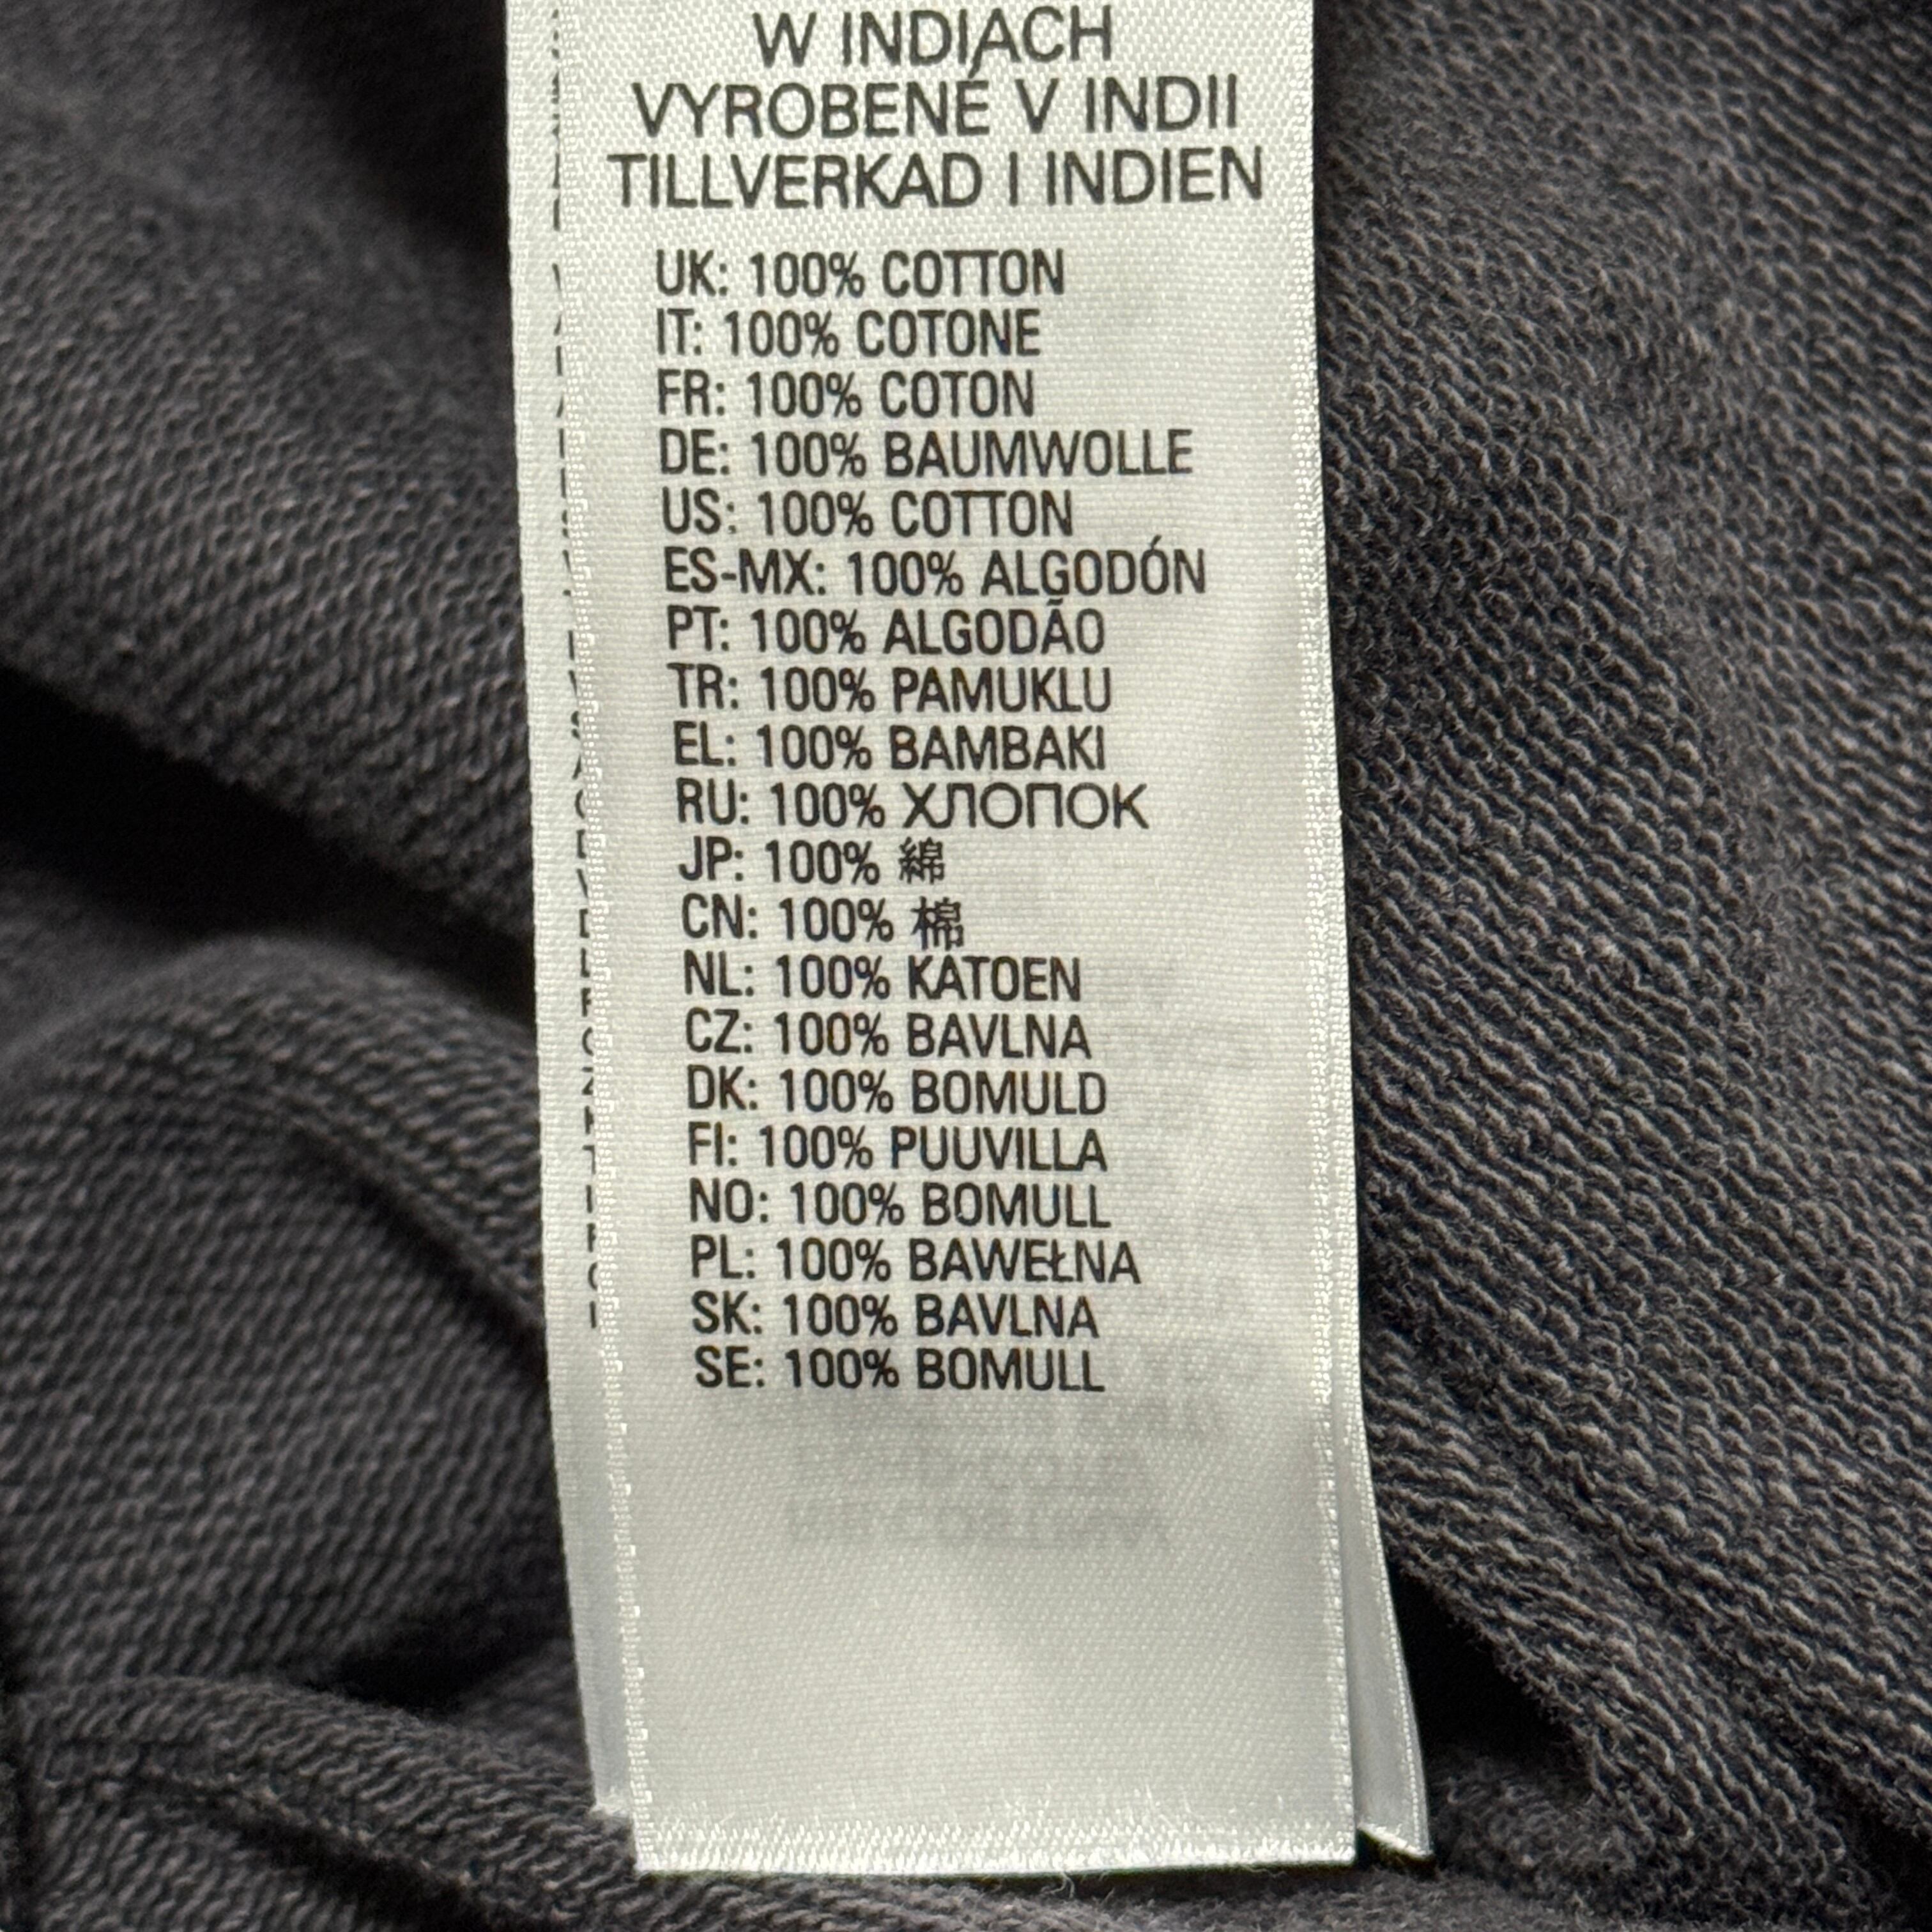 W INDIACH
VYROBENÉ V INDII
TILLVERKAD I INDIEN
UK: 100% COTTON
IT: 100% COTONE
FR: 100% COTON
DE: 100% BAUMWOLLE
US: 100% COTTON
ES-MX: 100% ALGODÓN
PT: 100% ALGODÃO
TR: 100% PAMUKLU
EL: 100% BAMBAKI
RU: 100% ХЛОПОК
JP: 100% 綿
CN: 100% 棉
NL: 100% KATOEN
CZ: 100% BAVLNA
DK: 100% BOMULD
FI: 100% PUUVILLA
NO: 100% BOMULL
PL: 100% BAWEŁNA
SK: 100% BAVLNA
SE: 100% BOMULL